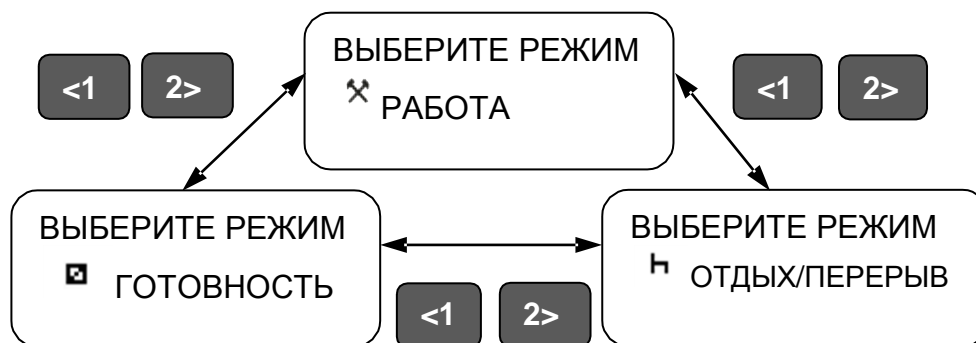 ВЫБЕРИТЕ РЕЖИМ
РАБОТА
<1 2>
<1 2>
ВЫБЕРИТЕ РЕЖИМ
ГОТОВНОСТЬ
ВЫБЕРИТЕ РЕЖИМ
ОТДЫХ/ПЕРЕРЫВ
<1 2>